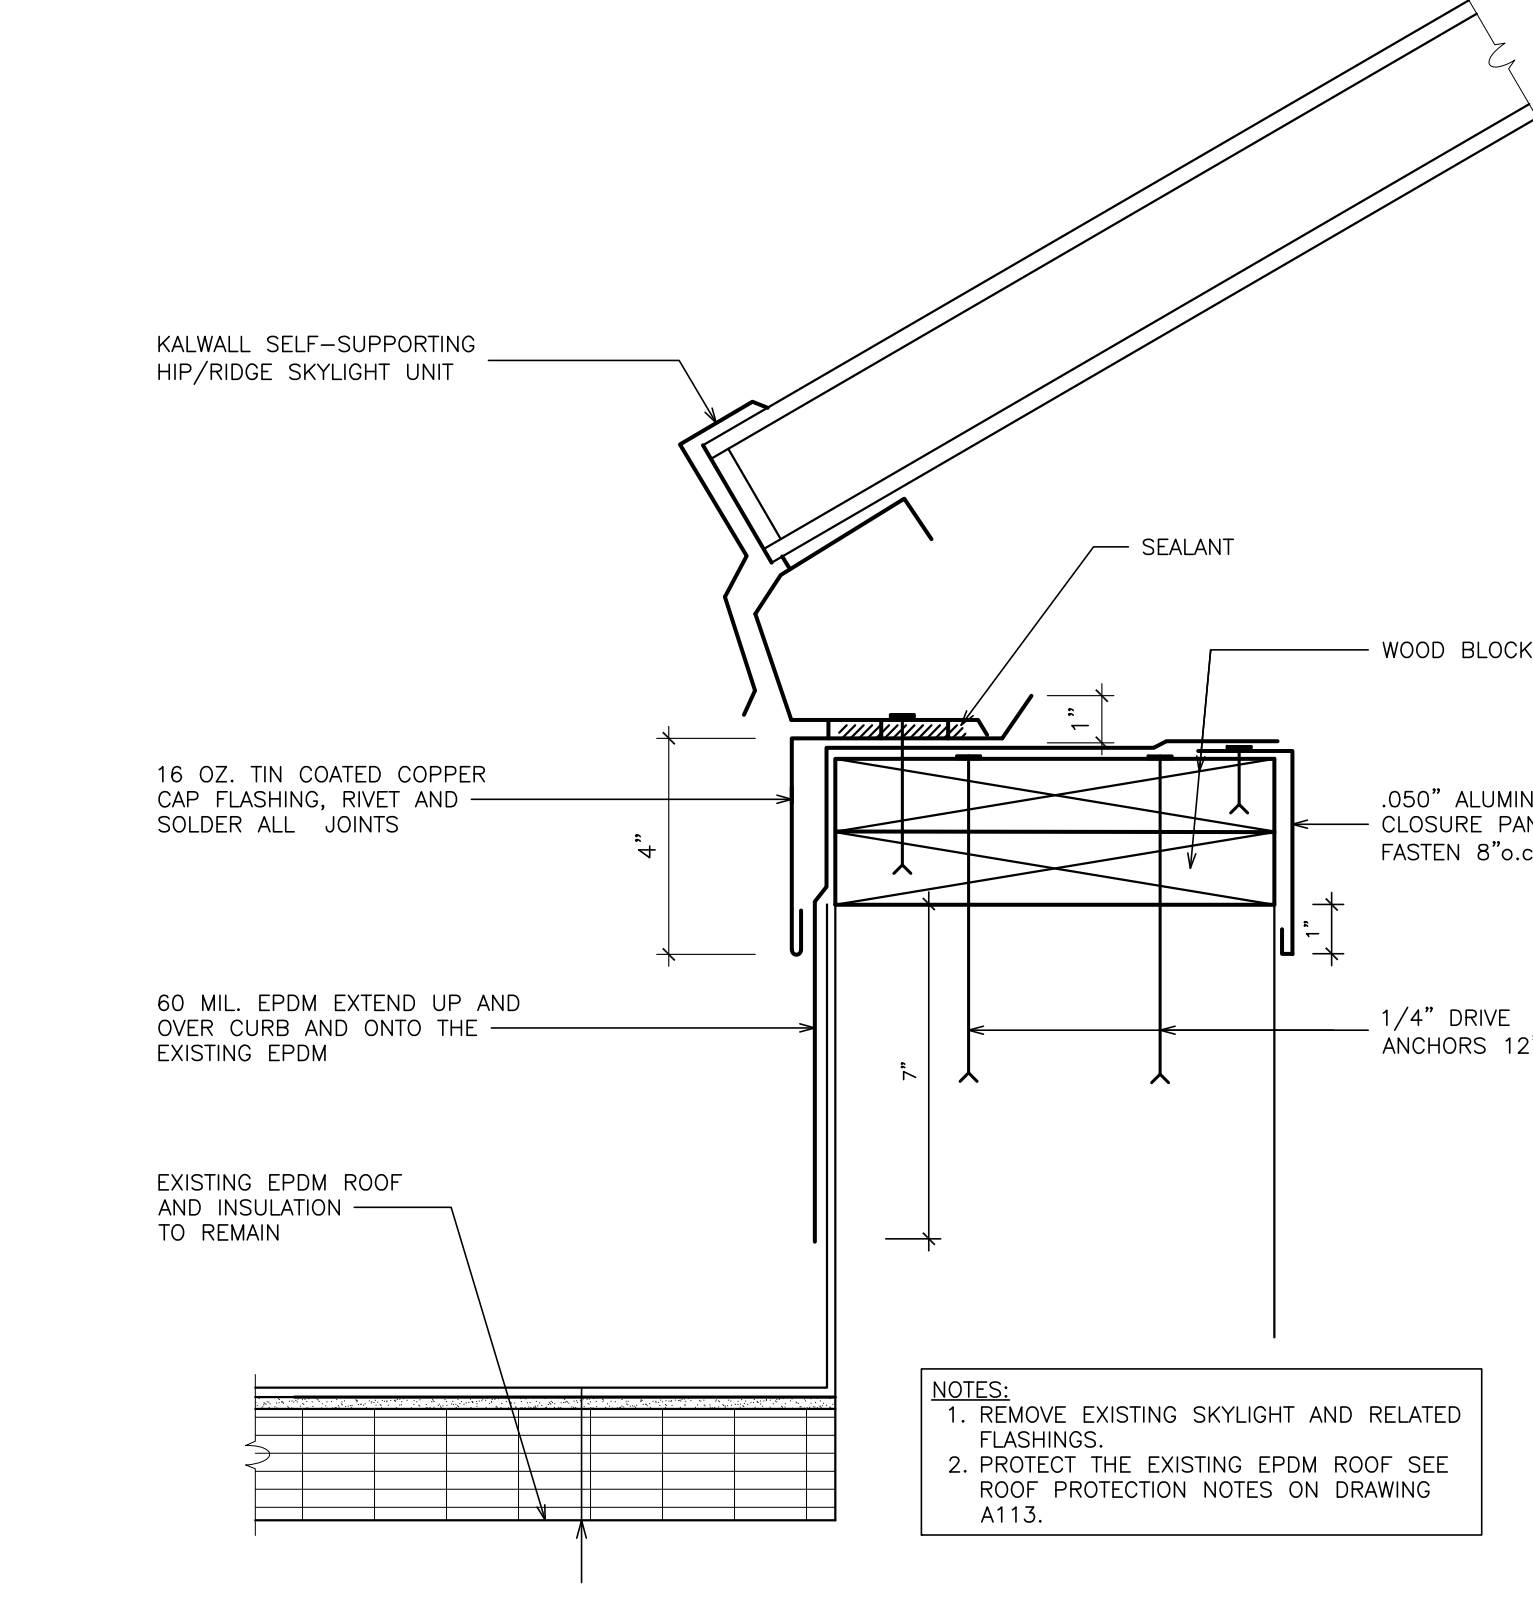 KALWALL SELF-SUPPORTING
HIP/RIDGE SKYLIGHT UNIT
SEALANT
WOOD BLOCK
1"
16 OZ. TIN COATED COPPER
CAP FLASHING, RIVET AND
SOLDER ALL JOINTS
4"
.050" ALUMIN
CLOSURE PAN
FASTEN 8"o.c
1"
60 MIL. EPDM EXTEND UP AND
OVER CURB AND ONTO THE
EXISTING EPDM
1/4" DRIVE
ANCHORS 12"
7"
EXISTING EPDM ROOF
AND INSULATION
TO REMAIN
NOTES:
1. REMOVE EXISTING SKYLIGHT AND RELATED
FLASHINGS.
2. PROTECT THE EXISTING EPDM ROOF SEE
ROOF PROTECTION NOTES ON DRAWING
A113.